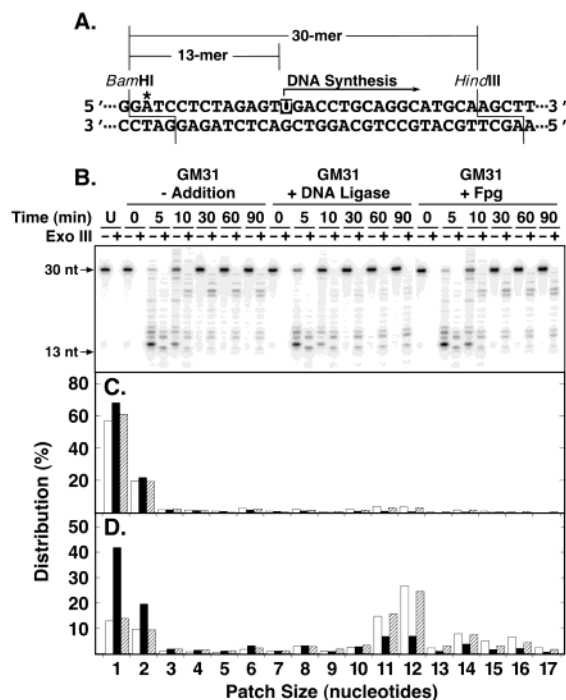 A.
30-mer
13-mer
BamHI
DNA Synthesis
HindIII
*
5 '··· GGATCCTCTAGAGTUGACCTGCAGGCATGCAAGCTT···3 '
3 '··· CCTAGGAGATCTCAGCTGGACGTCCGTACGTTCGAA···5 '
B.
GM31 GM31 GM31
- Addition + DNA Ligase + Fpg
Time (min) U 0 5 10 30 60 90 0 5 10 30 60 90 0 5 10 30 60 90
Exo III − + − + − + − + − + − + − + − + − + − + − + − + − + − + − + − + − + − + − +
30 nt
13 nt
C.
80
60
40
20
Distribution (%)
D.
50
40
30
20
10
1 2 3 4 5 6 7 8 9 10 11 12 13 14 15 16 17
Patch Size (nucleotides)